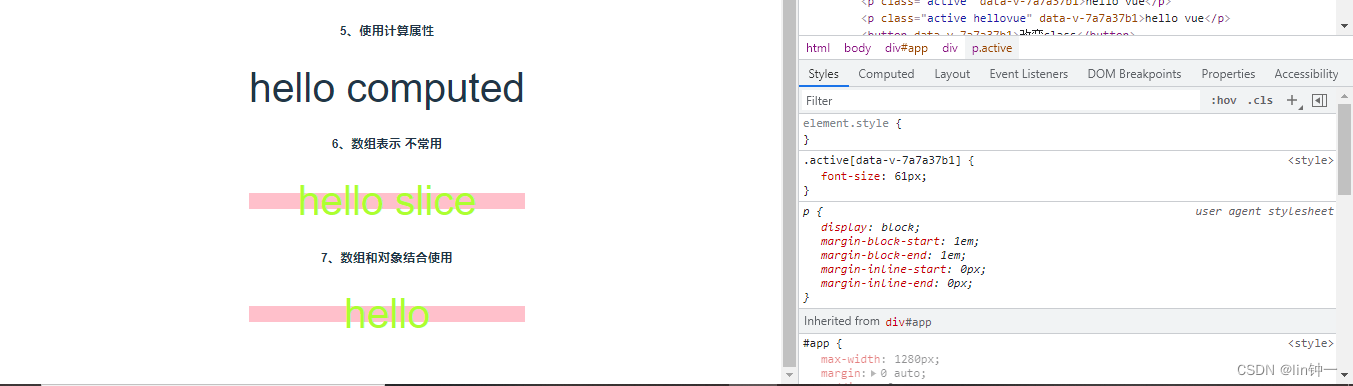 5、使用计算属性
hello computed
6、数组表示 不常用
hello slice
7、数组和对象结合使用
hello
<p class="active" data-v-7a7a37b1>hello vue</p>
<p class="active hellovue" data-v-7a7a37b1>hello vue</p>
<button data-v-7a7a37b1>改变class</button>
html body div#app div p.active
Styles Computed Layout Event Listeners DOM Breakpoints Properties Accessibility
Filter :hov .cls
element.style {
}
.active[data-v-7a7a37b1] { <style>
font-size: 61px;
}
p { user agent stylesheet
display: block;
margin-block-start: 1em;
margin-block-end: 1em;
margin-inline-start: 0px;
margin-inline-end: 0px;
}
Inherited from div#app
#app { <style>
max-width: 1280px;
margin: 0 auto;
CSDN @lin钟一